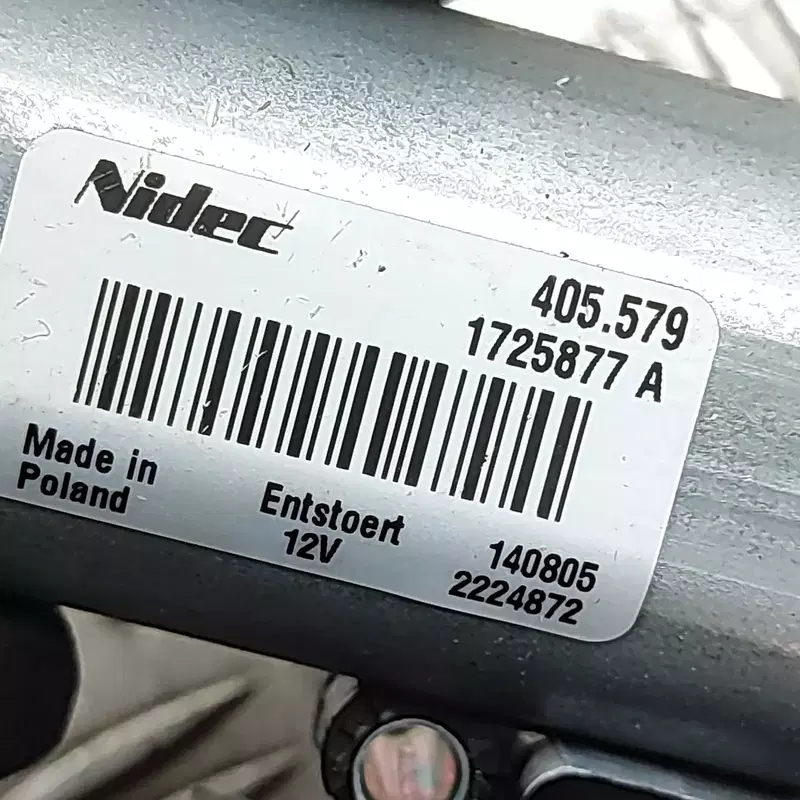 Nidec
405.579
1725877 A
Made in
Poland
Entstoert
12V
140805
2224872